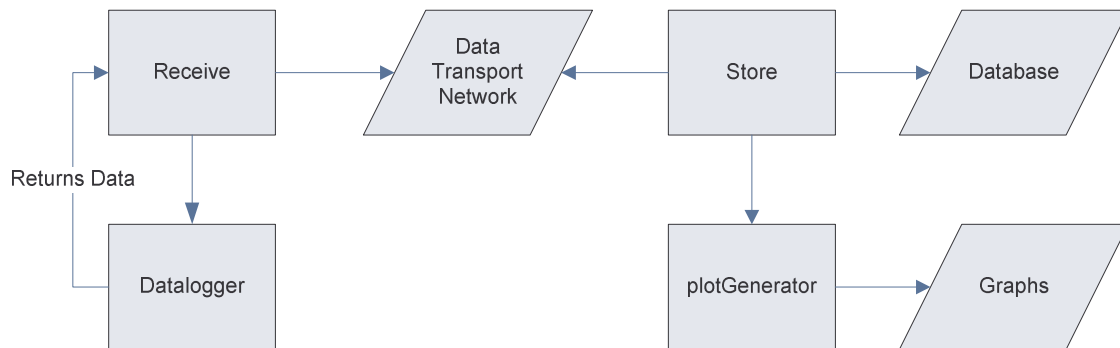 Receive
Data
Transport
Network
Store
Database
Returns Data
Datalogger
plotGenerator
Graphs